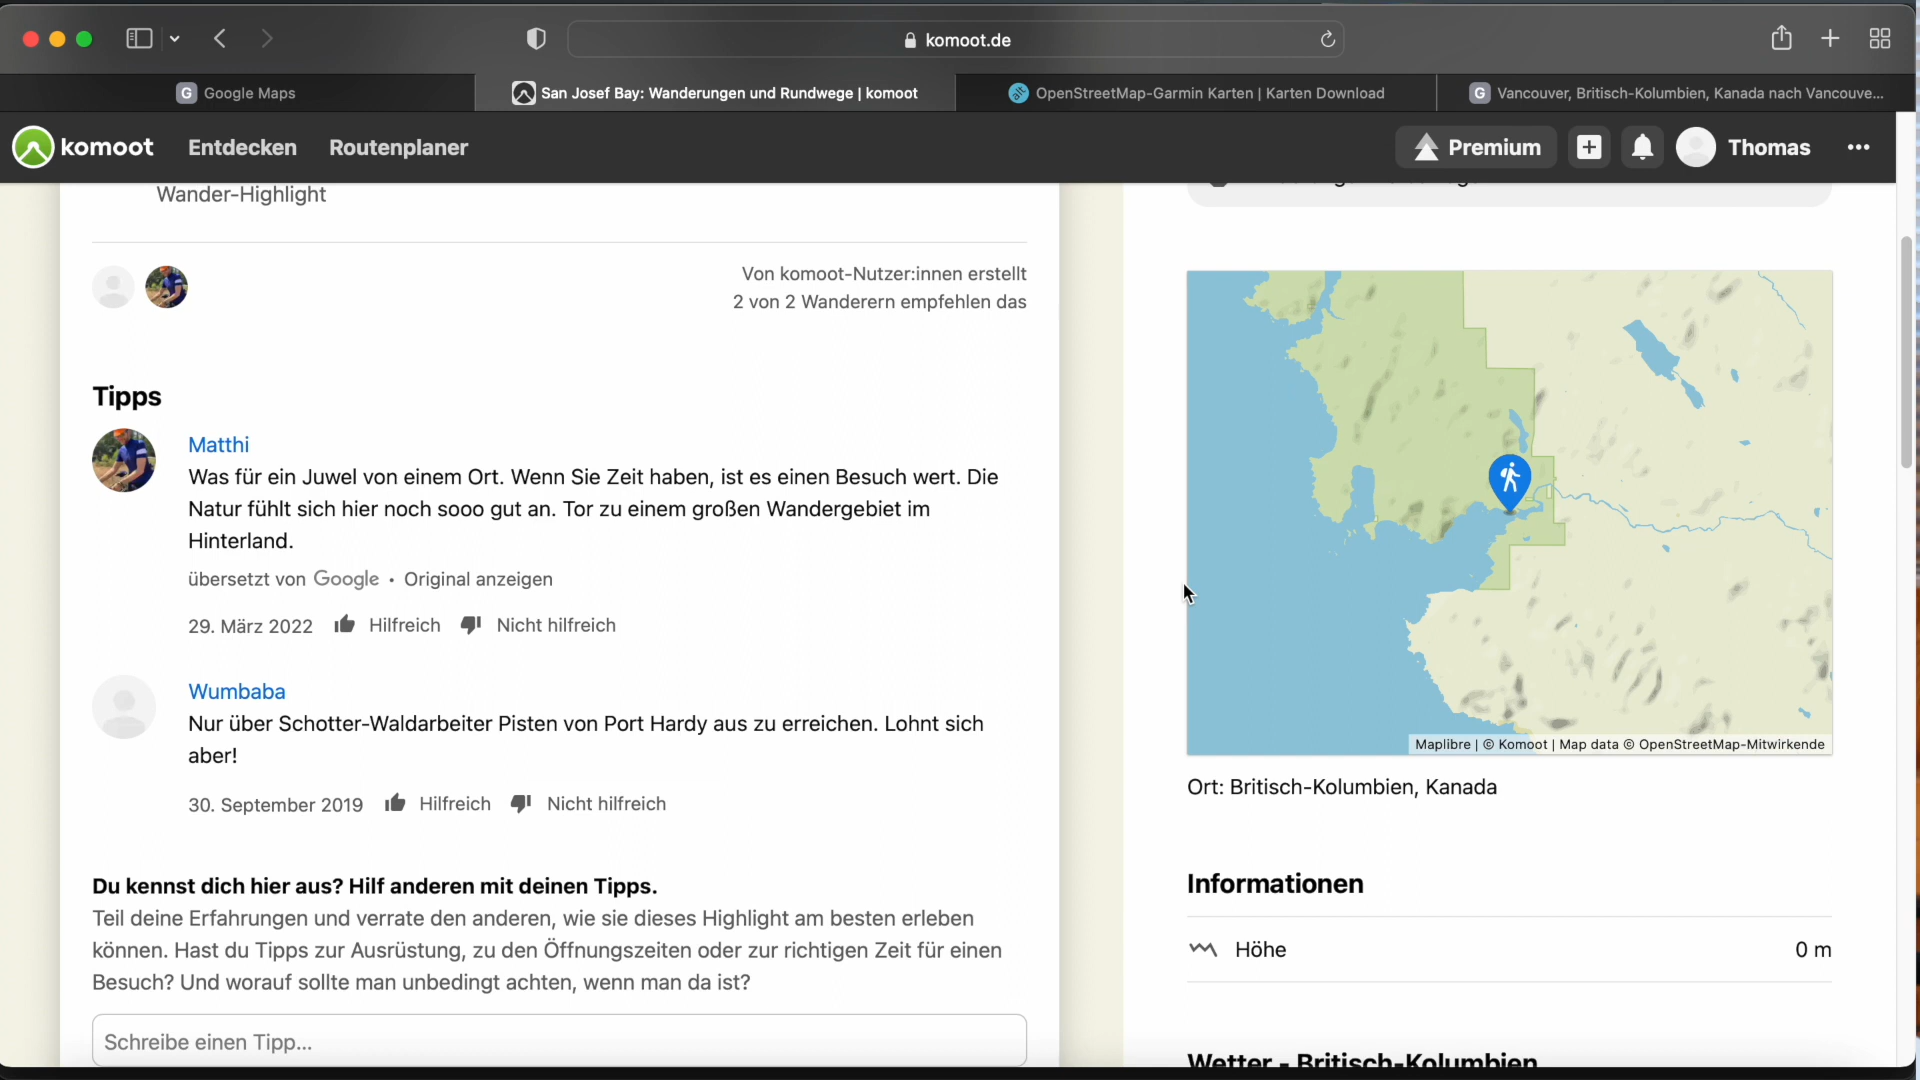 komoot.de
Google Maps
San Josef Bay: Wanderungen und Rundwege | komoot
OpenStreetMap-Garmin Karten | Karten Download
Vancouver, Britisch-Kolumbien, Kanada nach Vancouve...
komoot
Entdecken
Routenplaner
Premium
Thomas
Wander-Highlight
Von komoot-Nutzer:innen erstellt
2 von 2 Wanderern empfehlen das
Tipps
Matthi
Was für ein Juwel von einem Ort. Wenn Sie Zeit haben, ist es einen Besuch wert. Die
Natur fühlt sich hier noch sooo gut an. Tor zu einem großen Wandergebiet im
Hinterland.
übersetzt von Google • Original anzeigen
29. März 2022 Hilfreich Nicht hilfreich
Wumbaba
Nur über Schotter-Waldarbeiter Pisten von Port Hardy aus zu erreichen. Lohnt sich
aber!
30. September 2019 Hilfreich Nicht hilfreich
Du kennst dich hier aus? Hilf anderen mit deinen Tipps.
Teil deine Erfahrungen und verrate den anderen, wie sie dieses Highlight am besten erleben
können. Hast du Tipps zur Ausrüstung, zu den Öffnungszeiten oder zur richtigen Zeit für einen
Besuch? Und worauf sollte man unbedingt achten, wenn man da ist?
Schreibe einen Tipp...
Maplibre | © Komoot | Map data © OpenStreetMap-Mitwirkende
Ort: Britisch-Kolumbien, Kanada
Informationen
Höhe 0 m
Wetter - Britisch-Kolumbien